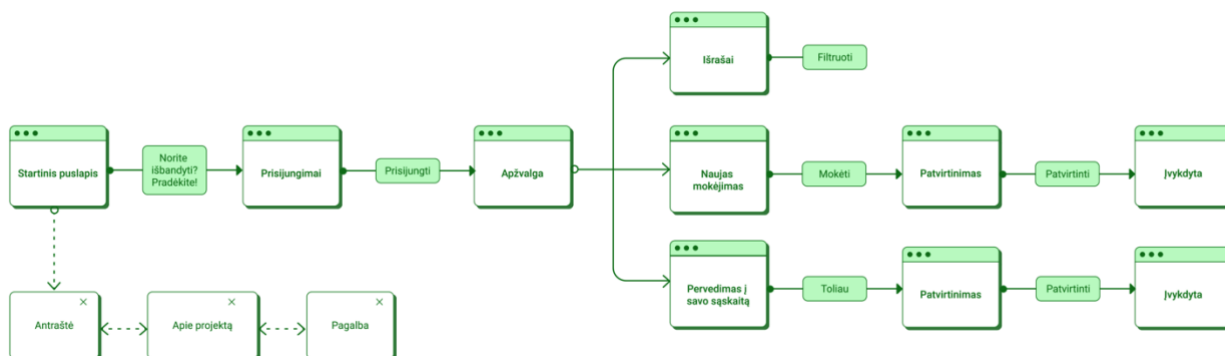 Išrašai
Filtruoti
Startinis puslapis
Norite
išbandyti?
Pradėkite!
Prisijungimai
Prisijungti
Apžvalga
Naujas
mokėjimas
Mokėti
Patvirtinimas
Patvirtinti
Įvykdyta
Pervedimas į
savo sąskaitą
Toliau
Patvirtinimas
Patvirtinti
Įvykdyta
Antraštė
Apie projektą
Pagalba